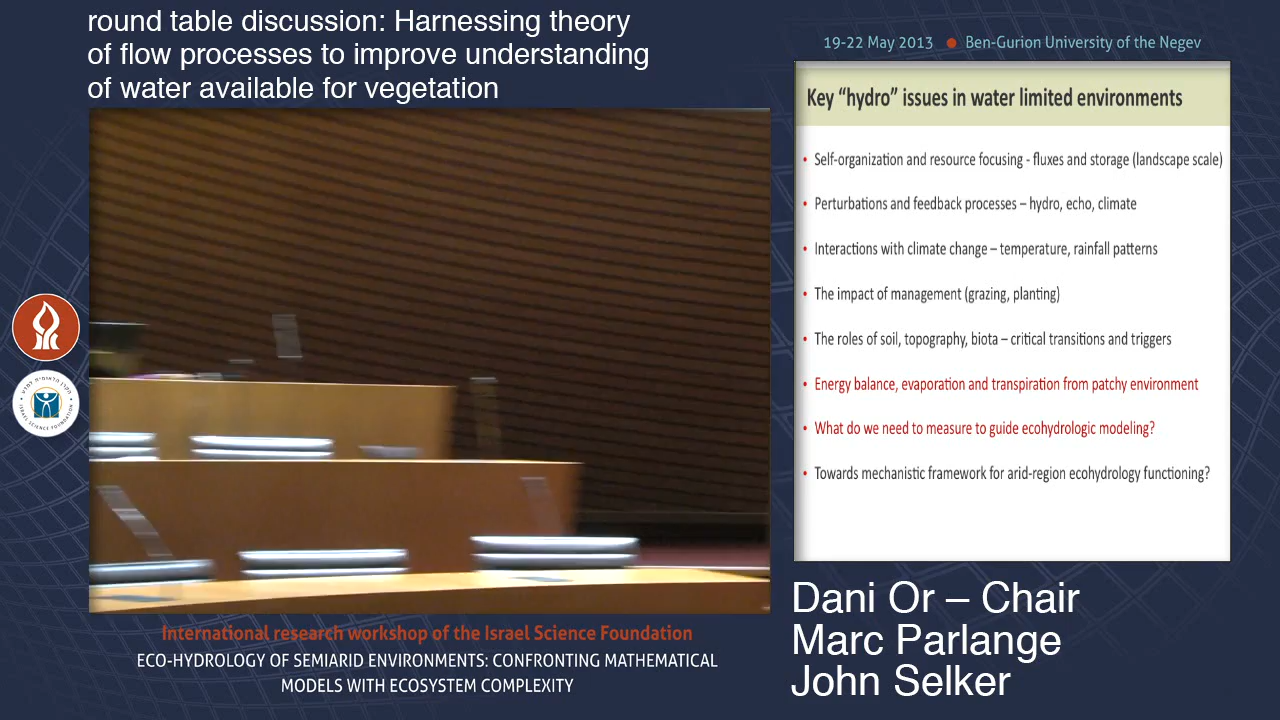 round table discussion: Harnessing theory
of flow processes to improve understanding
of water available for vegetation
19-22 May 2013 ● Ben-Gurion University of the Negev
Key “hydro” issues in water limited environments
• Self-organization and resource focusing - fluxes and storage (landscape scale)
• Perturbations and feedback processes – hydro, echo, climate
• Interactions with climate change – temperature, rainfall patterns
• The impact of management (grazing, planting)
• The roles of soil, topography, biota – critical transitions and triggers
• Energy balance, evaporation and transpiration from patchy environment
• What do we need to measure to guide ecohydrologic modeling?
• Towards mechanistic framework for arid-region ecohydrology functioning?
Dani Or – Chair
Marc Parlange
John Selker
International research workshop of the Israel Science Foundation
ECO-HYDROLOGY OF SEMIARID ENVIRONMENTS: CONFRONTING MATHEMATICAL
MODELS WITH ECOSYSTEM COMPLEXITY
ISRAEL SCIENCE FOUNDATION